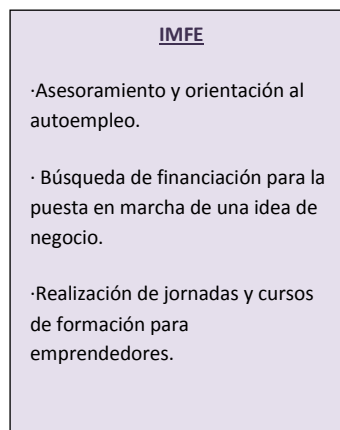 IMFE
·Asesoramiento y orientación al
autoempleo.
· Búsqueda de financiación para la
puesta en marcha de una idea de
negocio.
·Realización de jornadas y cursos
de formación para
emprendedores.